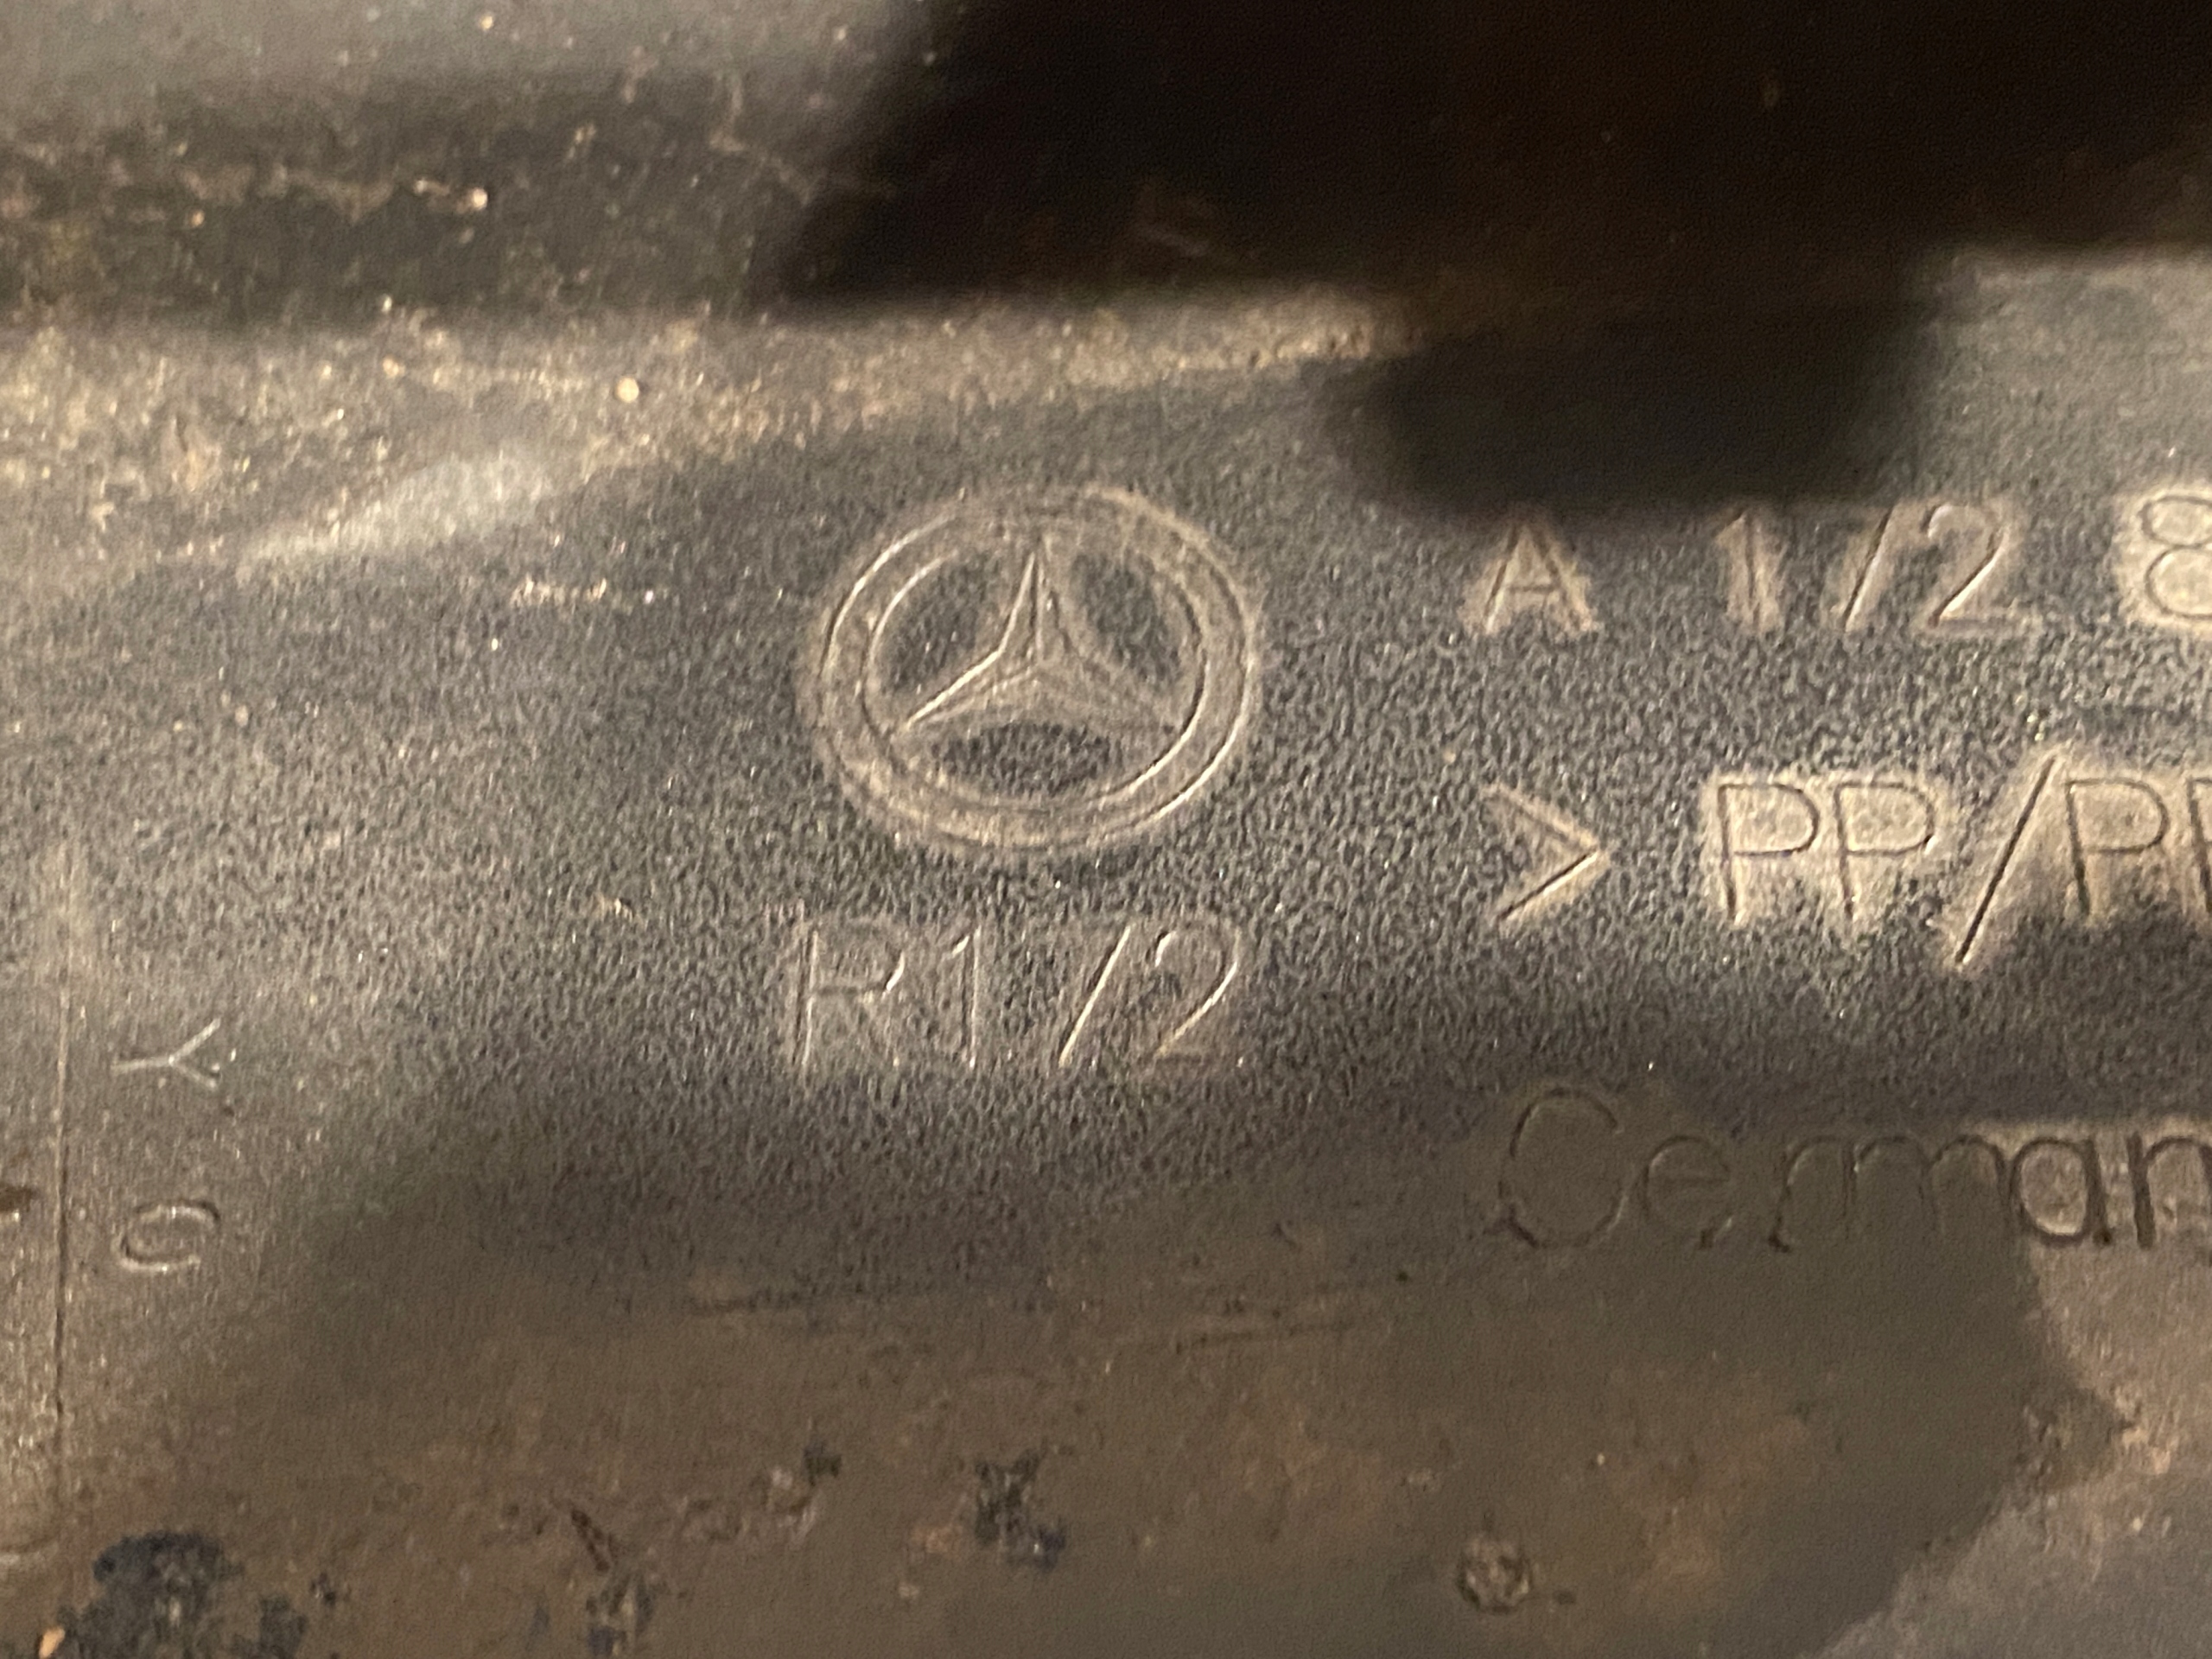 A 172 8
> PP/P
R172
German
Y
G